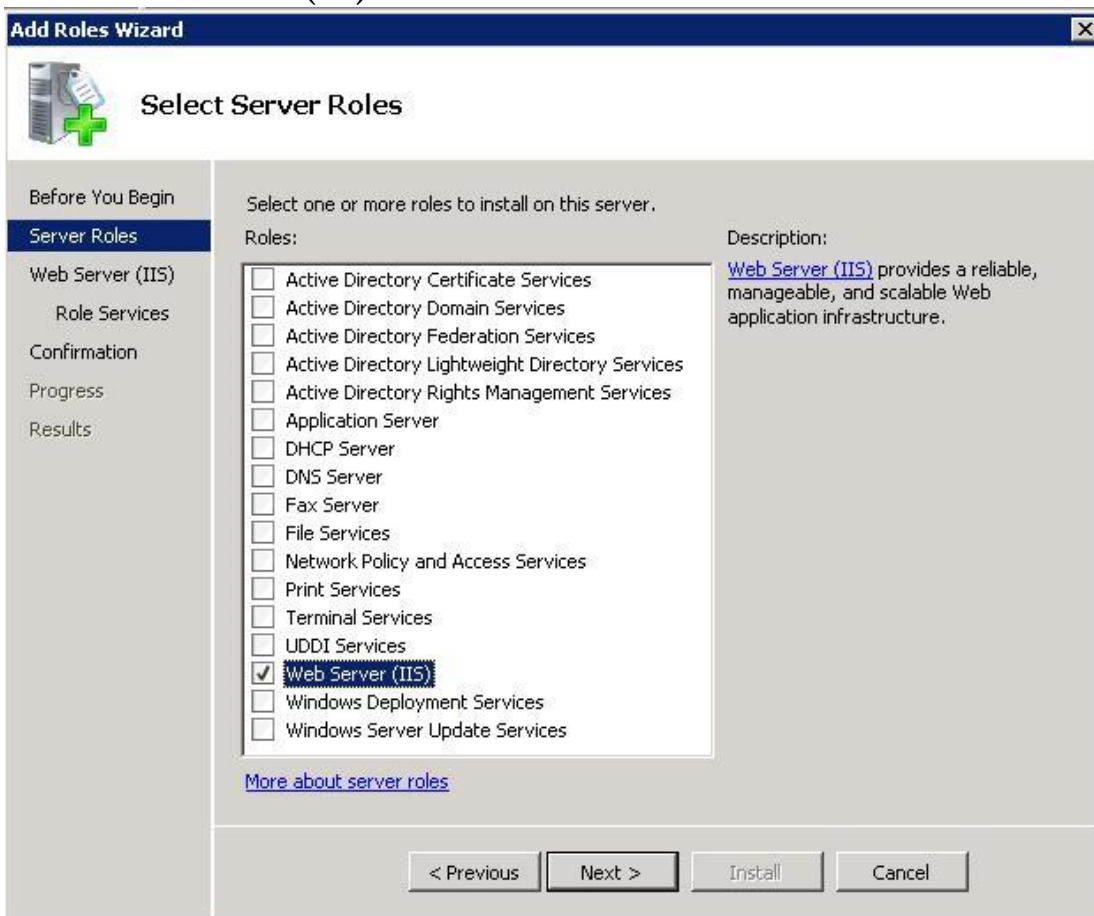 Add Roles Wizard
Select Server Roles
Before You Begin
Server Roles
Web Server (IIS)
Role Services
Confirmation
Progress
Results
Select one or more roles to install on this server.
Roles:
Active Directory Certificate Services
Active Directory Domain Services
Active Directory Federation Services
Active Directory Lightweight Directory Services
Active Directory Rights Management Services
Application Server
DHCP Server
DNS Server
Fax Server
File Services
Network Policy and Access Services
Print Services
Terminal Services
UDDI Services
Web Server (IIS)
Windows Deployment Services
Windows Server Update Services
More about server roles
Description:
Web Server (IIS) provides a reliable,
manageable, and scalable Web
application infrastructure.
< Previous
Next >
Install
Cancel